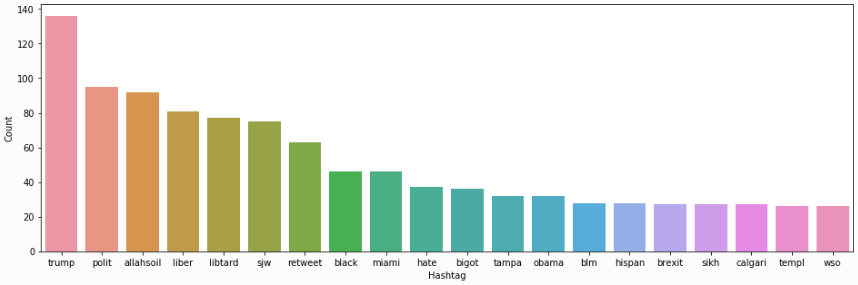 140
120
100
80
60
40
20
0
Count
trump polit allahsoil liber libtard sjw retweet black miami hate bigot tampa obama blm hispan brexit sikh calgari templ wso
Hashtag